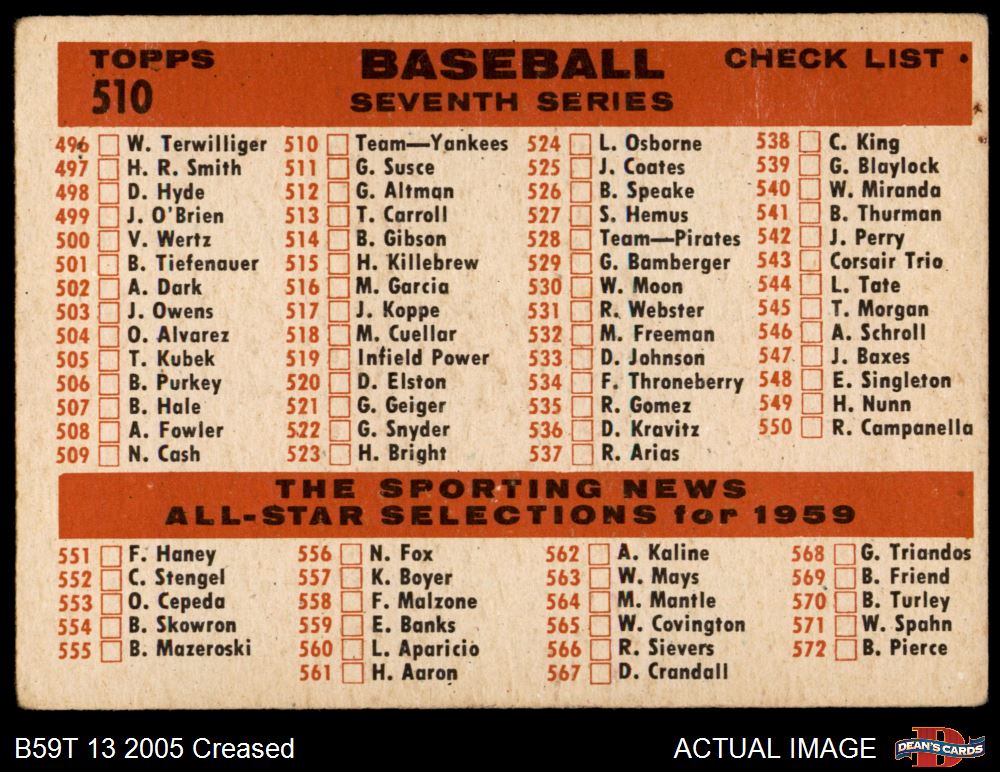 TOPPS
BASEBALL
CHECK LIST
510
SEVENTH SERIES
496 W. Terwilliger
497 H. R. Smith
498 D. Hyde
499 J. O'Brien
500 V. Wertz
501 B. Tiefenauer
502 A. Dark
503 J. Owens
504 O. Alvarez
505 T. Kubek
506 B. Purkey
507 B. Hale
508 A. Fowler
509 N. Cash
510 Team—Yankees
511 G. Susce
512 G. Altman
513 T. Carroll
514 B. Gibson
515 H. Killebrew
516 M. Garcia
517 J. Koppe
518 M. Cuellar
519 Infield Power
520 D. Elston
521 G. Geiger
522 G. Snyder
523 H. Bright
524 L. Osborne
525 J. Coates
526 B. Speake
527 S. Hemus
528 Team—Pirates
529 G. Bamberger
530 W. Moon
531 R. Webster
532 M. Freeman
533 D. Johnson
534 F. Throneberry
535 R. Gomez
536 D. Kravitz
537 R. Arias
538 C. King
539 G. Blaylock
540 W. Miranda
541 B. Thurman
542 J. Perry
543 Corsair Trio
544 L. Tate
545 T. Morgan
546 A. Schroll
547 J. Baxes
548 E. Singleton
549 H. Nunn
550 R. Campanella
THE SPORTING NEWS
ALL-STAR SELECTIONS for 1959
551 F. Haney
552 C. Stengel
553 O. Cepeda
554 B. Skowron
555 B. Mazeroski
556 N. Fox
557 K. Boyer
558 F. Malzone
559 E. Banks
560 L. Aparicio
561 H. Aaron
562 A. Kaline
563 W. Mays
564 M. Mantle
565 W. Covington
566 R. Sievers
567 D. Crandall
568 G. Triandos
569 B. Friend
570 B. Turley
571 W. Spahn
572 B. Pierce
B59T 13 2005 Creased
ACTUAL IMAGE
DEAN'S CARDS